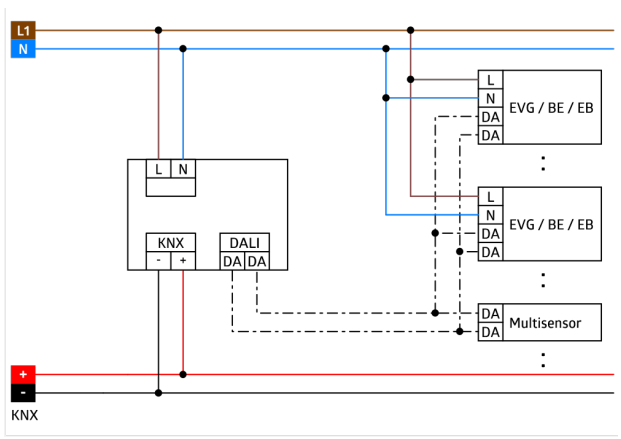 L1
N
L
N
EVG / BE / EB
DA
DA
:
L N
L
N
EVG / BE / EB
DA
DA
KNX
DALI
- +
DA DA
:
DA
Multisensor
DA
:
+
-
KNX